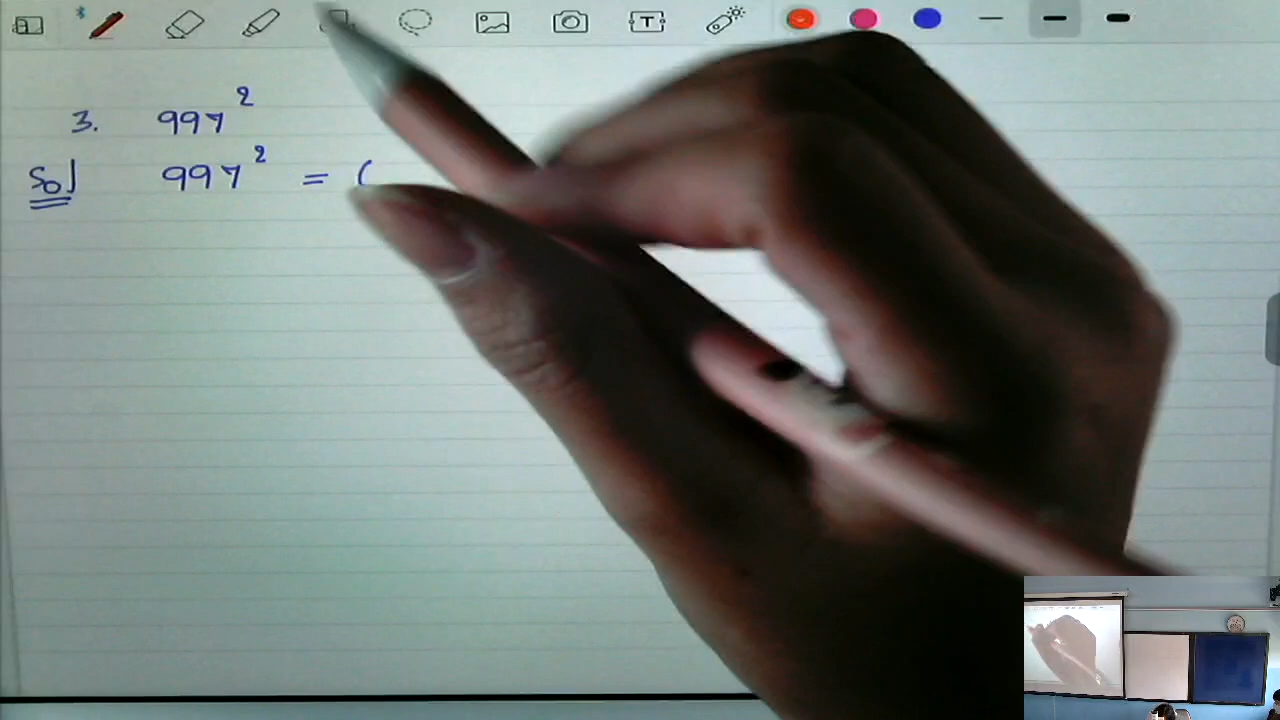 3. 997²
Sol 997² = (